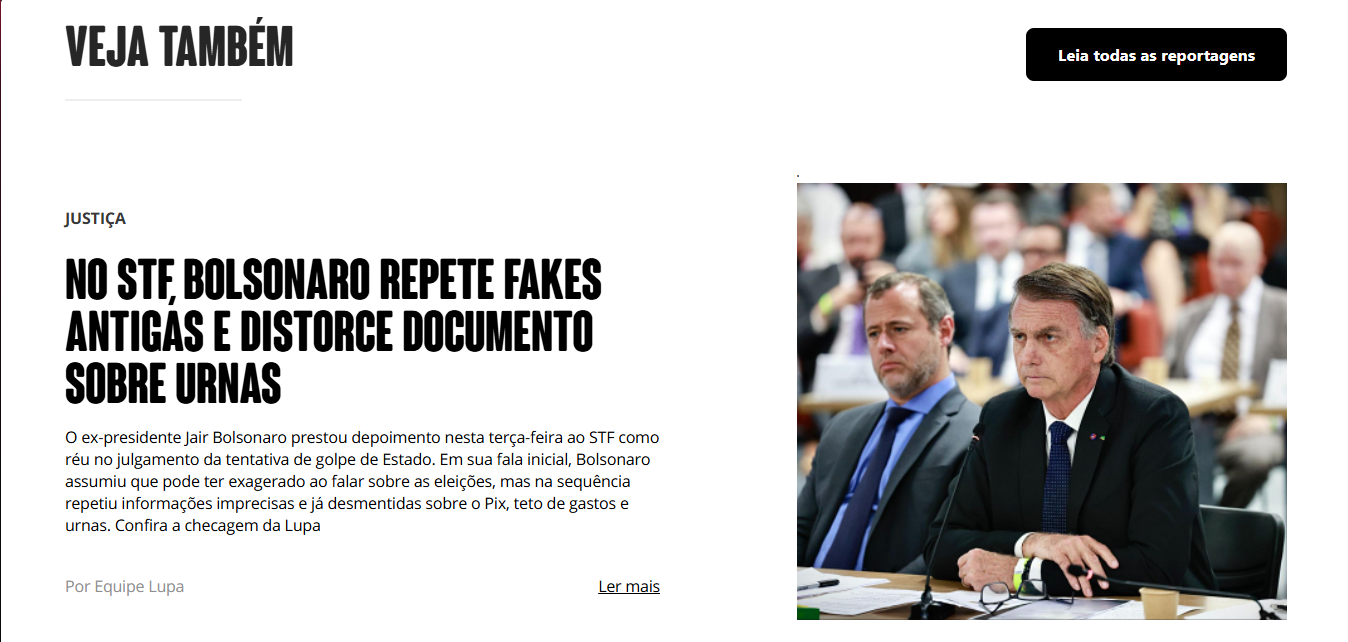 VEJA TAMBÉM
Leia todas as reportagens
JUSTIÇA
NO STF, BOLSONARO REPETE FAKES
ANTIGAS E DISTORCE DOCUMENTO
SOBRE URNAS
O ex-presidente Jair Bolsonaro prestou depoimento nesta terça-feira ao STF como
réu no julgamento da tentativa de golpe de Estado. Em sua fala inicial, Bolsonaro
assumiu que pode ter exagerado ao falar sobre as eleições, mas na sequência
repetiu informações imprecisas e já desmentidas sobre o Pix, teto de gastos e
urnas. Confira a checagem da Lupa
Por Equipe Lupa
Ler mais